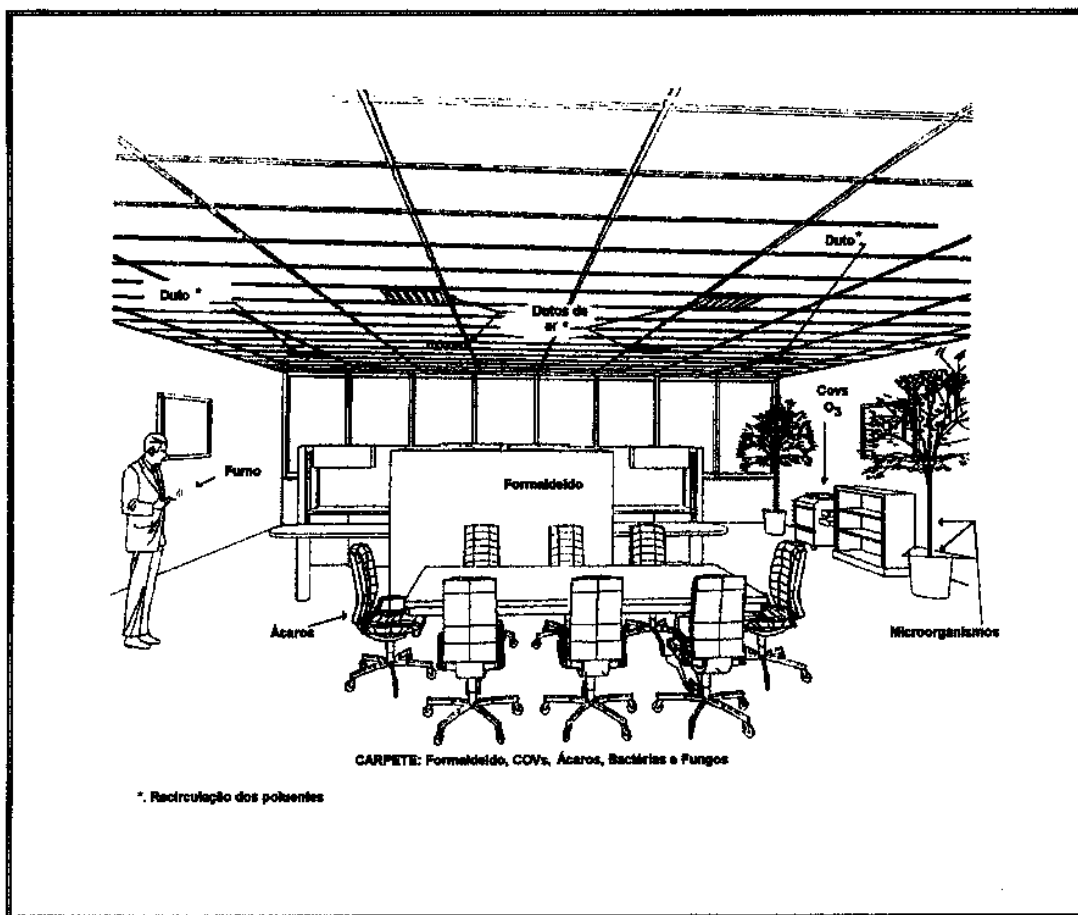 Duto *
Duto *
Dutos de
ar *
Covs
O3
Fumo
Formaldeído
Ácaros
Microorganismos
CARPETE: Formaldeído, COVs, Ácaros, Bactérias e Fungos
*. Recirculação dos poluentes